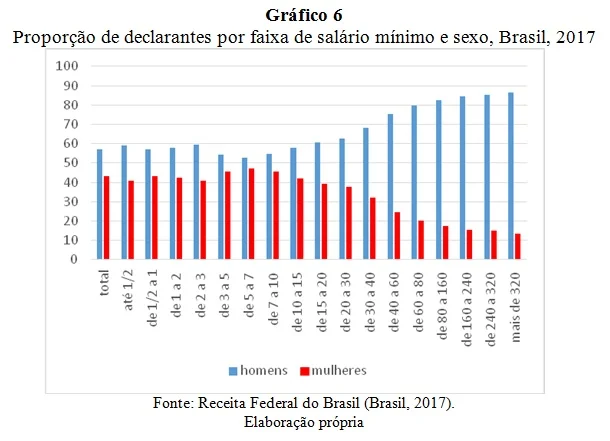 Gráfico 6
Proporção de declarantes por faixa de salário mínimo e sexo, Brasil, 2017
100
90
80
70
60
50
40
30
20
10
0
total
até 1/2
de 1/2 a 1
de 1 a 2
de 2 a 3
de 3 a 5
de 5 a 7
de 7 a 10
de 10 a 15
de 15 a 20
de 20 a 30
de 30 a 40
de 40 a 60
de 60 a 80
de 80 a 160
de 160 a 240
de 240 a 320
mais de 320
homens mulheres
Fonte: Receita Federal do Brasil (Brasil, 2017).
Elaboração própria